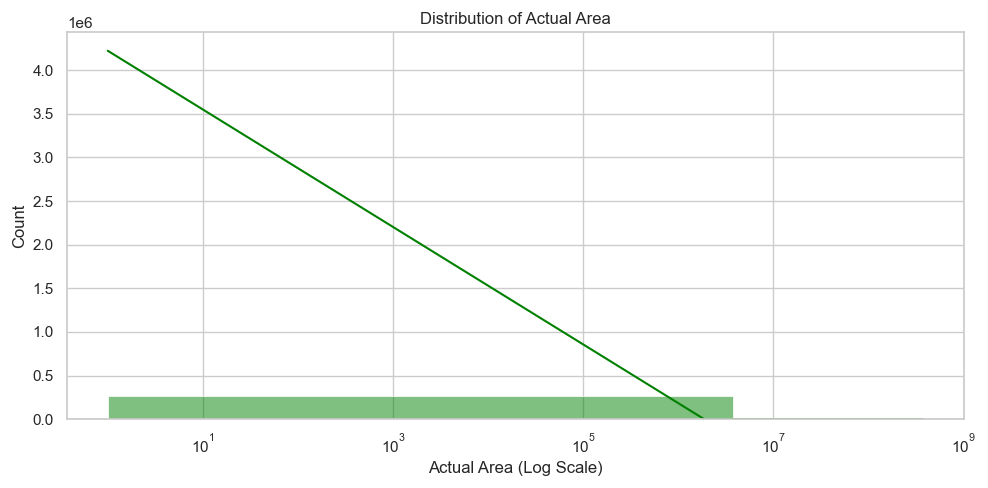 Distribution of Actual Area
1e6
4.0
3.5
3.0
2.5
2.0
1.5
1.0
0.5
0.0
Count
10¹ 10³ 10⁵ 10⁷ 10⁹
Actual Area (Log Scale)